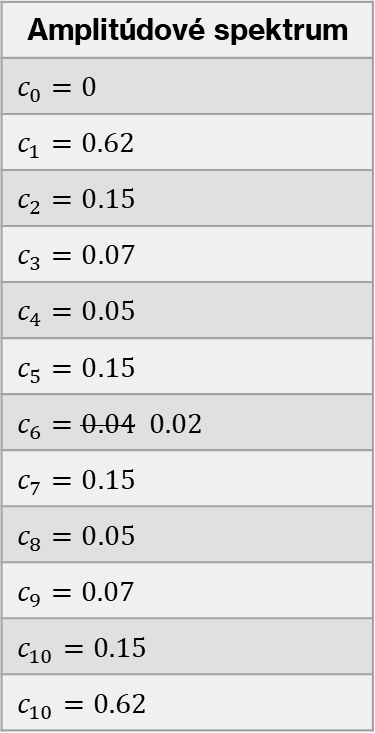 Amplitúdové spektrum
c₀ = 0
c₁ = 0.62
c₂ = 0.15
c₃ = 0.07
c₄ = 0.05
c₅ = 0.15
c₆ = ~~0.04~~ 0.02
c₇ = 0.15
c₈ = 0.05
c₉ = 0.07
c₁₀ = 0.15
c₁₀ = 0.62